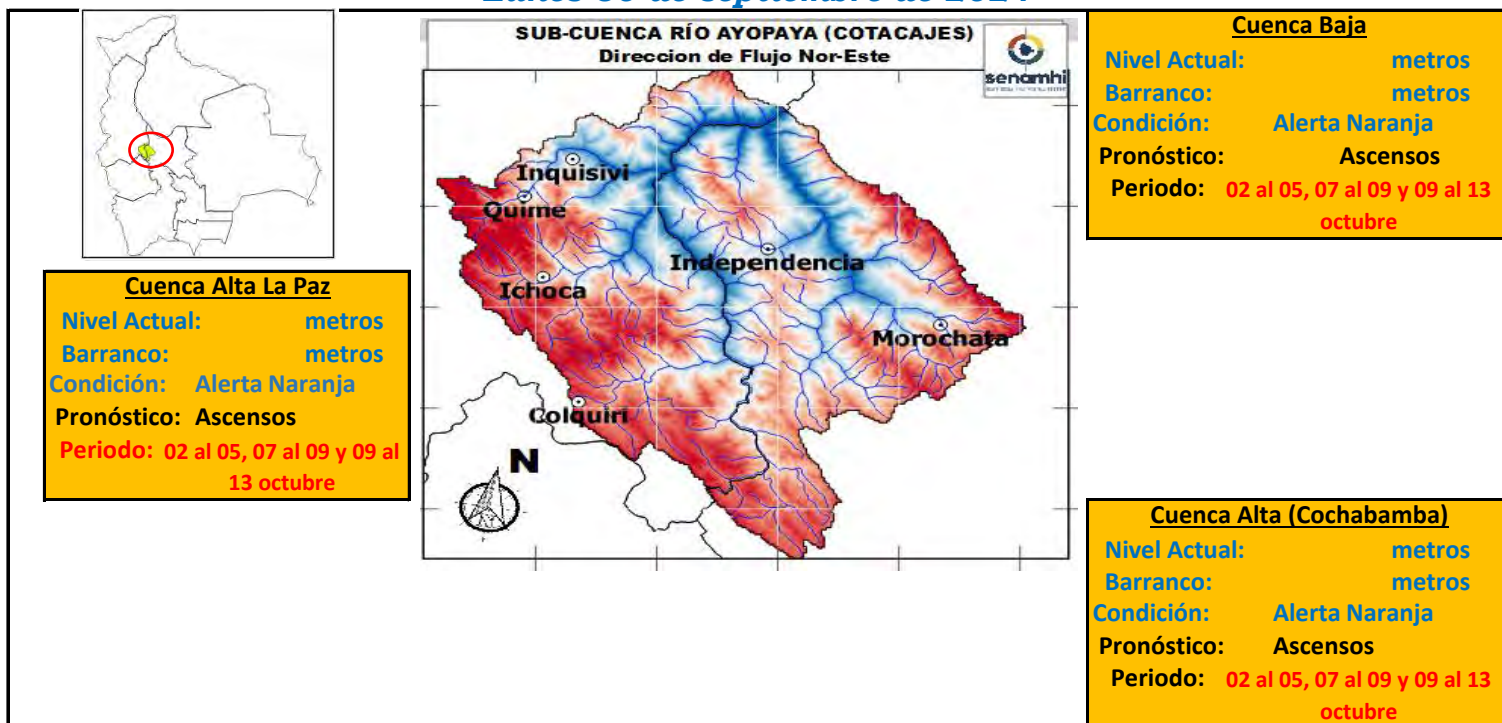 SUB-CUENCA RÍO AYOPAYA (COTACAJES)
Direccion de Flujo Nor-Este
senamhi
Inquisivi
Quime
Independencia
Ichoca
Morochata
Colquiri
N
Cuenca Alta La Paz
Nivel Actual: metros
Barranco: metros
Condición: Alerta Naranja
Pronóstico: Ascensos
Periodo: 02 al 05, 07 al 09 y 09 al
13 octubre
Cuenca Baja
Nivel Actual: metros
Barranco: metros
Condición: Alerta Naranja
Pronóstico: Ascensos
Periodo: 02 al 05, 07 al 09 y 09 al 13
octubre
Cuenca Alta (Cochabamba)
Nivel Actual: metros
Barranco: metros
Condición: Alerta Naranja
Pronóstico: Ascensos
Periodo: 02 al 05, 07 al 09 y 09 al 13
octubre